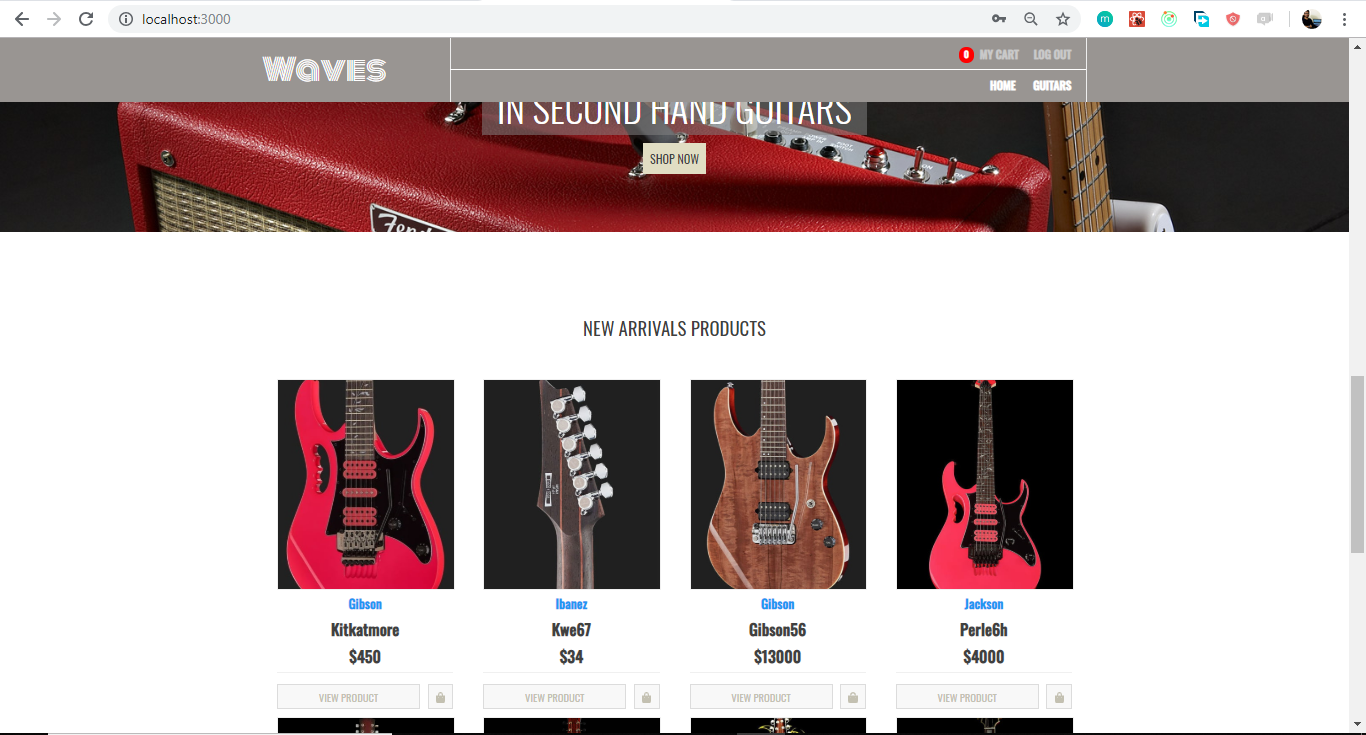 localhost:3000
m
Waves
0 MY CART LOG OUT
HOME GUITARS
IN SECOND HAND GUITARS
SHOP NOW
Fend
NEW ARRIVALS PRODUCTS
Gibson Ibanez Gibson Jackson
Kitkatmore Kwe67 Gibson56 Perle6h
$450 $34 $13000 $4000
VIEW PRODUCT VIEW PRODUCT VIEW PRODUCT VIEW PRODUCT